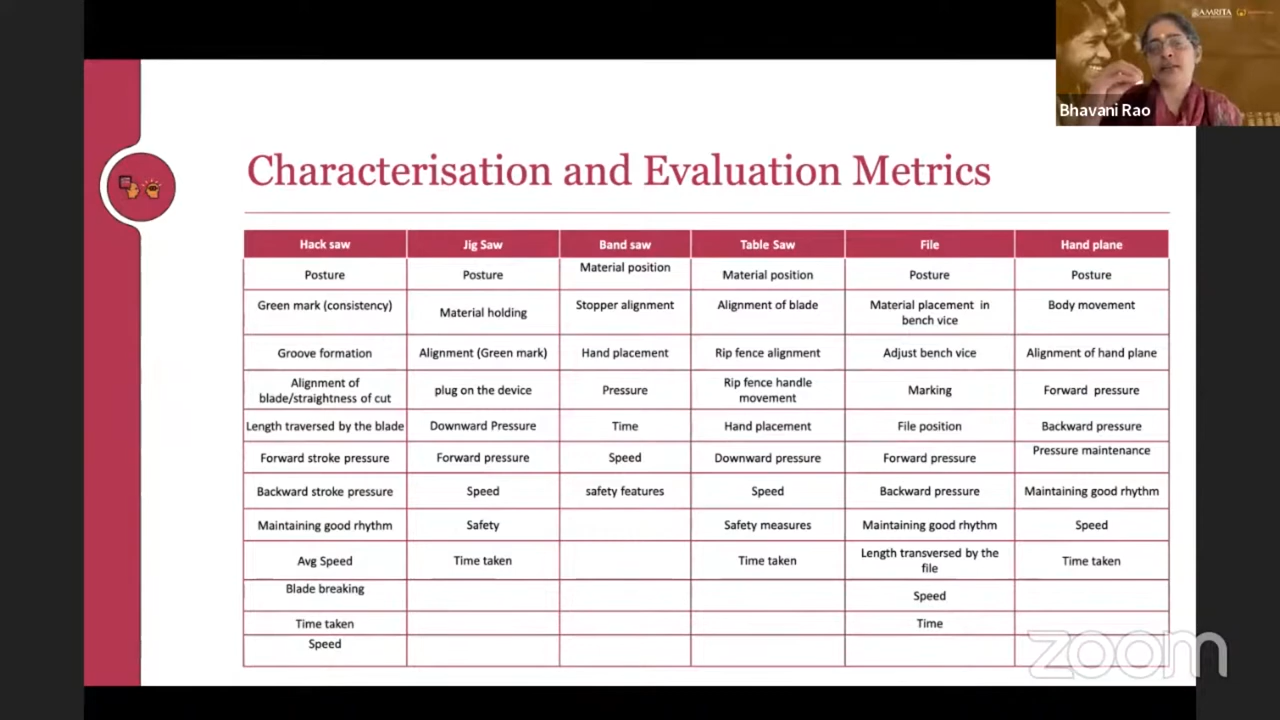 AMRITA
Bhavani Rao
Characterisation and Evaluation Metrics
Hack saw Jig Saw Band saw Table Saw File Hand plane
Posture Posture Material position Material position Posture Posture
Green mark (consistency) Material holding Stopper alignment Alignment of blade Material placement in bench vice Body movement
Groove formation Alignment (Green mark) Hand placement Rip fence alignment Adjust bench vice Alignment of hand plane
Alignment of blade/straightness of cut plug on the device Pressure Rip fence handle movement Marking Forward pressure
Length traversed by the blade Downward Pressure Time Hand placement File position Backward pressure
Forward stroke pressure Forward pressure Speed Downward pressure Forward pressure Pressure maintenance
Backward stroke pressure Speed safety features Speed Backward pressure Maintaining good rhythm
Maintaining good rhythm Safety Safety measures Maintaining good rhythm Speed
Avg Speed Time taken Time taken Length transversed by the file Time taken
Blade breaking Speed
Time taken Time
Speed
zoom